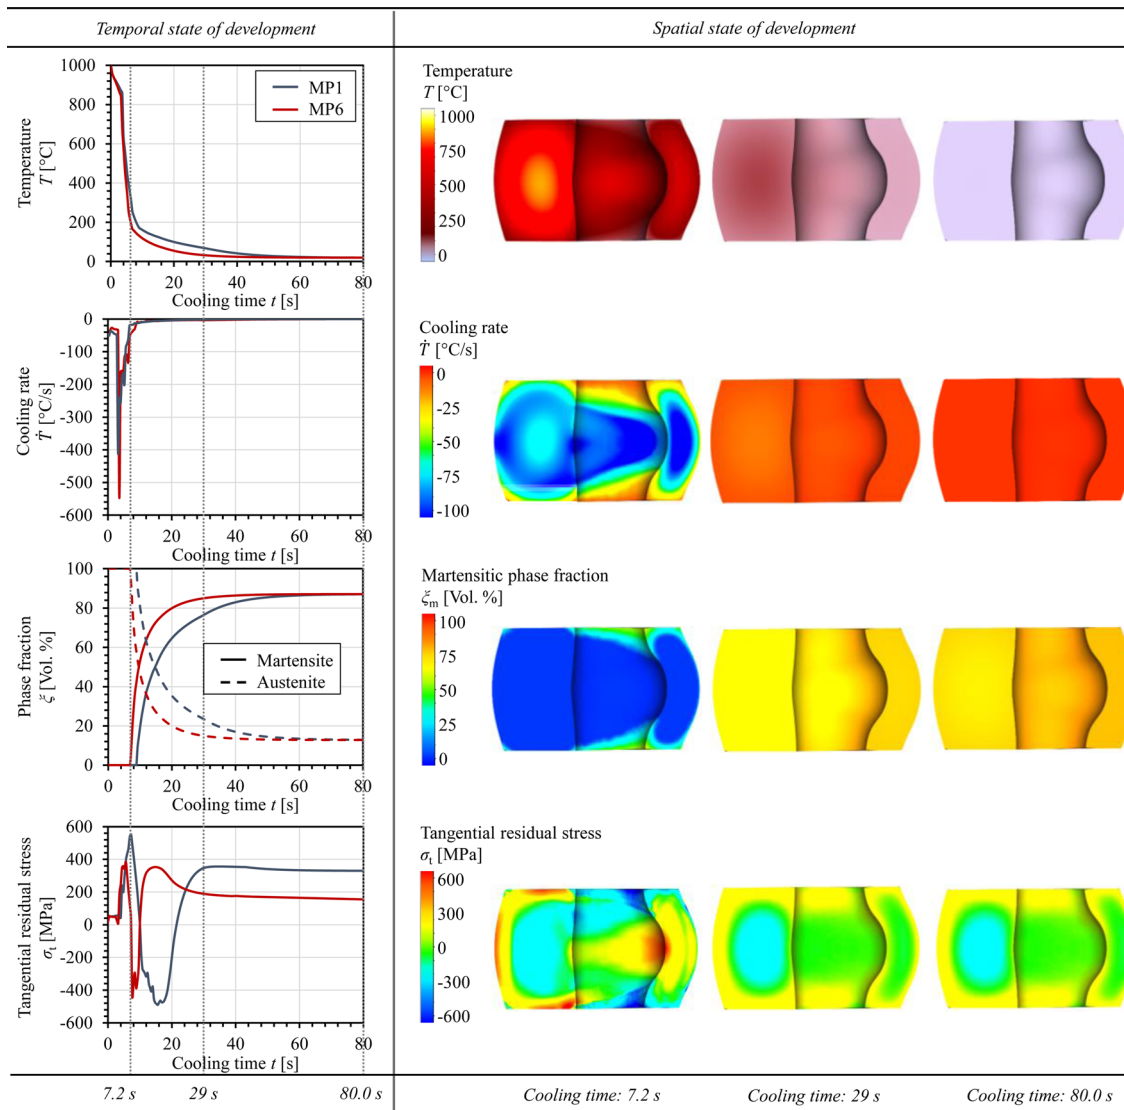 Temporal state of development
Spatial state of development
1000
800
600
400
200
0
Temperature
T [°C]
MP1
MP6
0
20
40
60
80
Cooling time t [s]
Temperature
T [°C]
1000
750
500
250
0
0
-100
-200
-300
-400
-500
-600
Cooling rate
Ṫ [°C/s]
0
20
40
60
80
Cooling time t [s]
Cooling rate
Ṫ [°C/s]
0
-25
-50
-75
-100
100
80
60
40
20
0
Phase fraction
ξ [Vol. %]
Martensite
Austenite
0
20
40
60
80
Cooling time t [s]
Martensitic phase fraction
ξm [Vol. %]
100
75
50
25
0
600
400
200
0
-200
-400
-600
Tangential residual stress
σt [MPa]
0
20
40
60
80
Cooling time t [s]
Tangential residual stress
σt [MPa]
600
300
0
-300
-600
7.2 s
29 s
80.0 s
Cooling time: 7.2 s
Cooling time: 29 s
Cooling time: 80.0 s